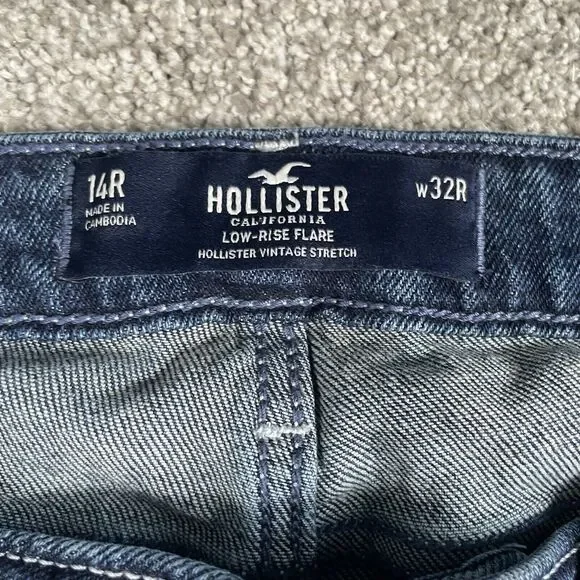 14R
MADE IN
CAMBODIA
HOLLISTER
CALIFORNIA
LOW-RISE FLARE
HOLLISTER VINTAGE STRETCH
W32R